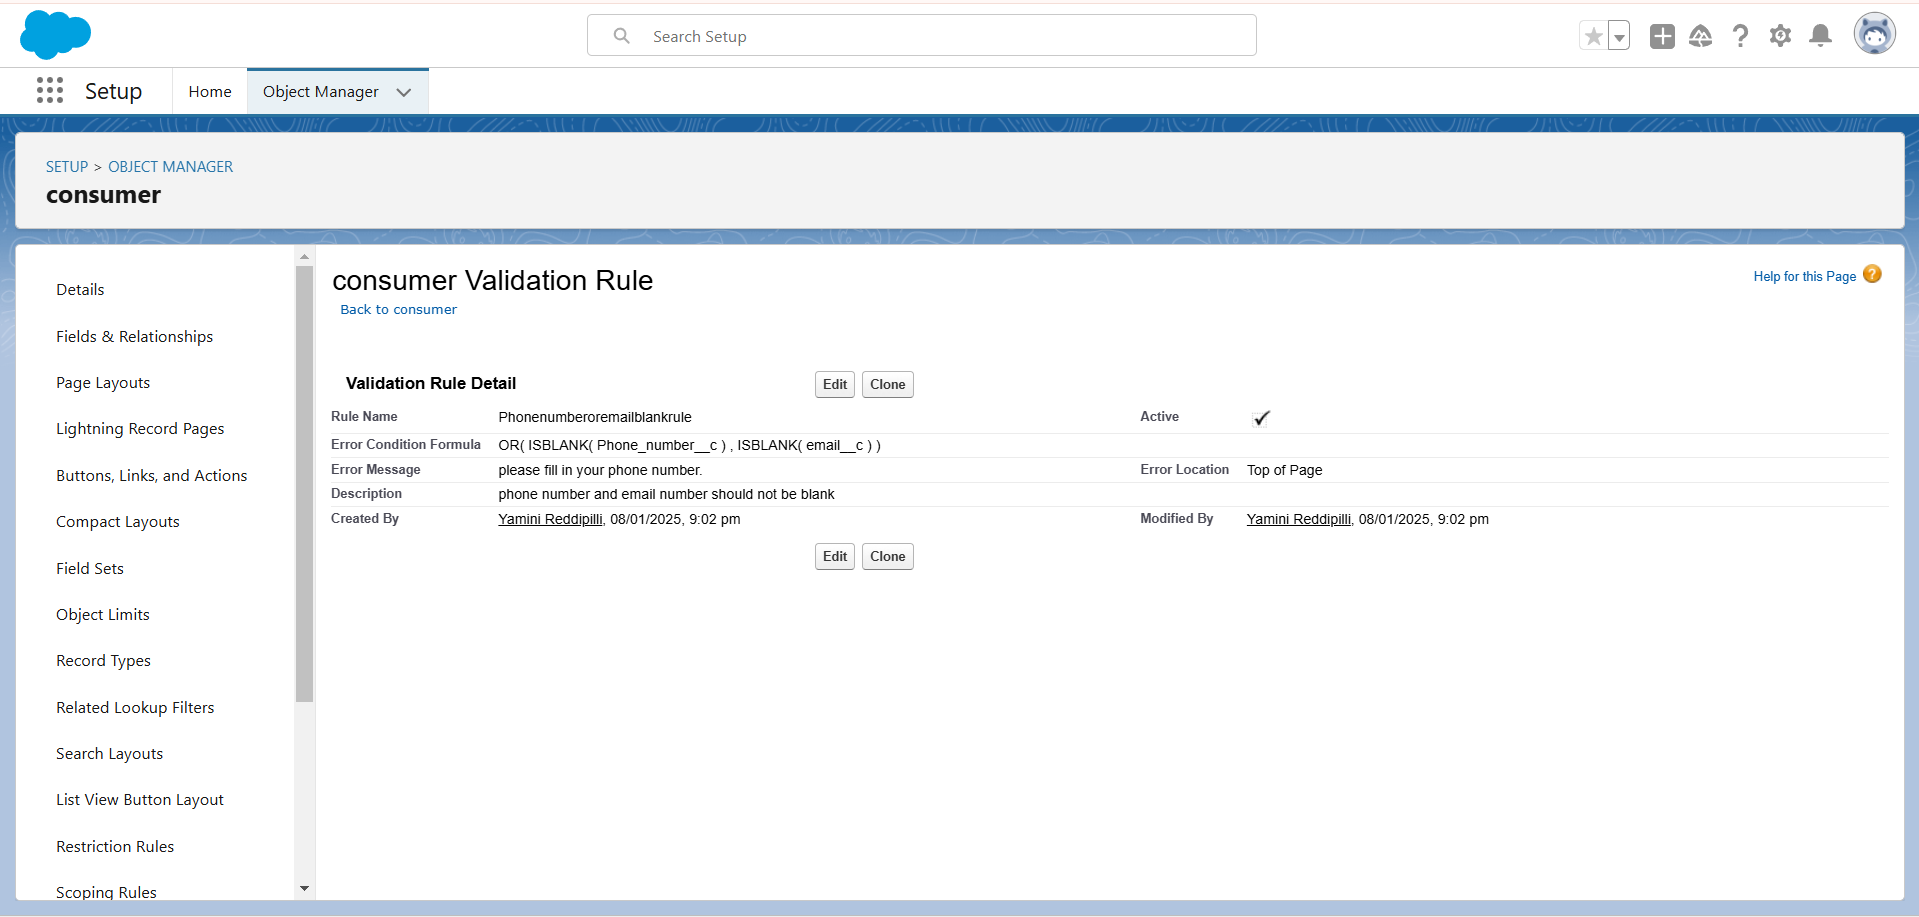 Search Setup
Setup
Home
Object Manager
SETUP > OBJECT MANAGER
consumer
Details
Fields & Relationships
Page Layouts
Lightning Record Pages
Buttons, Links, and Actions
Compact Layouts
Field Sets
Object Limits
Record Types
Related Lookup Filters
Search Layouts
List View Button Layout
Restriction Rules
Scoping Rules
consumer Validation Rule
Help for this Page ?
Back to consumer
Validation Rule Detail
Edit Clone
Rule Name Phonenumberoremailblankrule Active
Error Condition Formula OR( ISBLANK( Phone_number__c ) , ISBLANK( email__c ) )
Error Message please fill in your phone number. Error Location Top of Page
Description phone number and email number should not be blank
Created By Yamini Reddipilli, 08/01/2025, 9:02 pm Modified By Yamini Reddipilli, 08/01/2025, 9:02 pm
Edit Clone